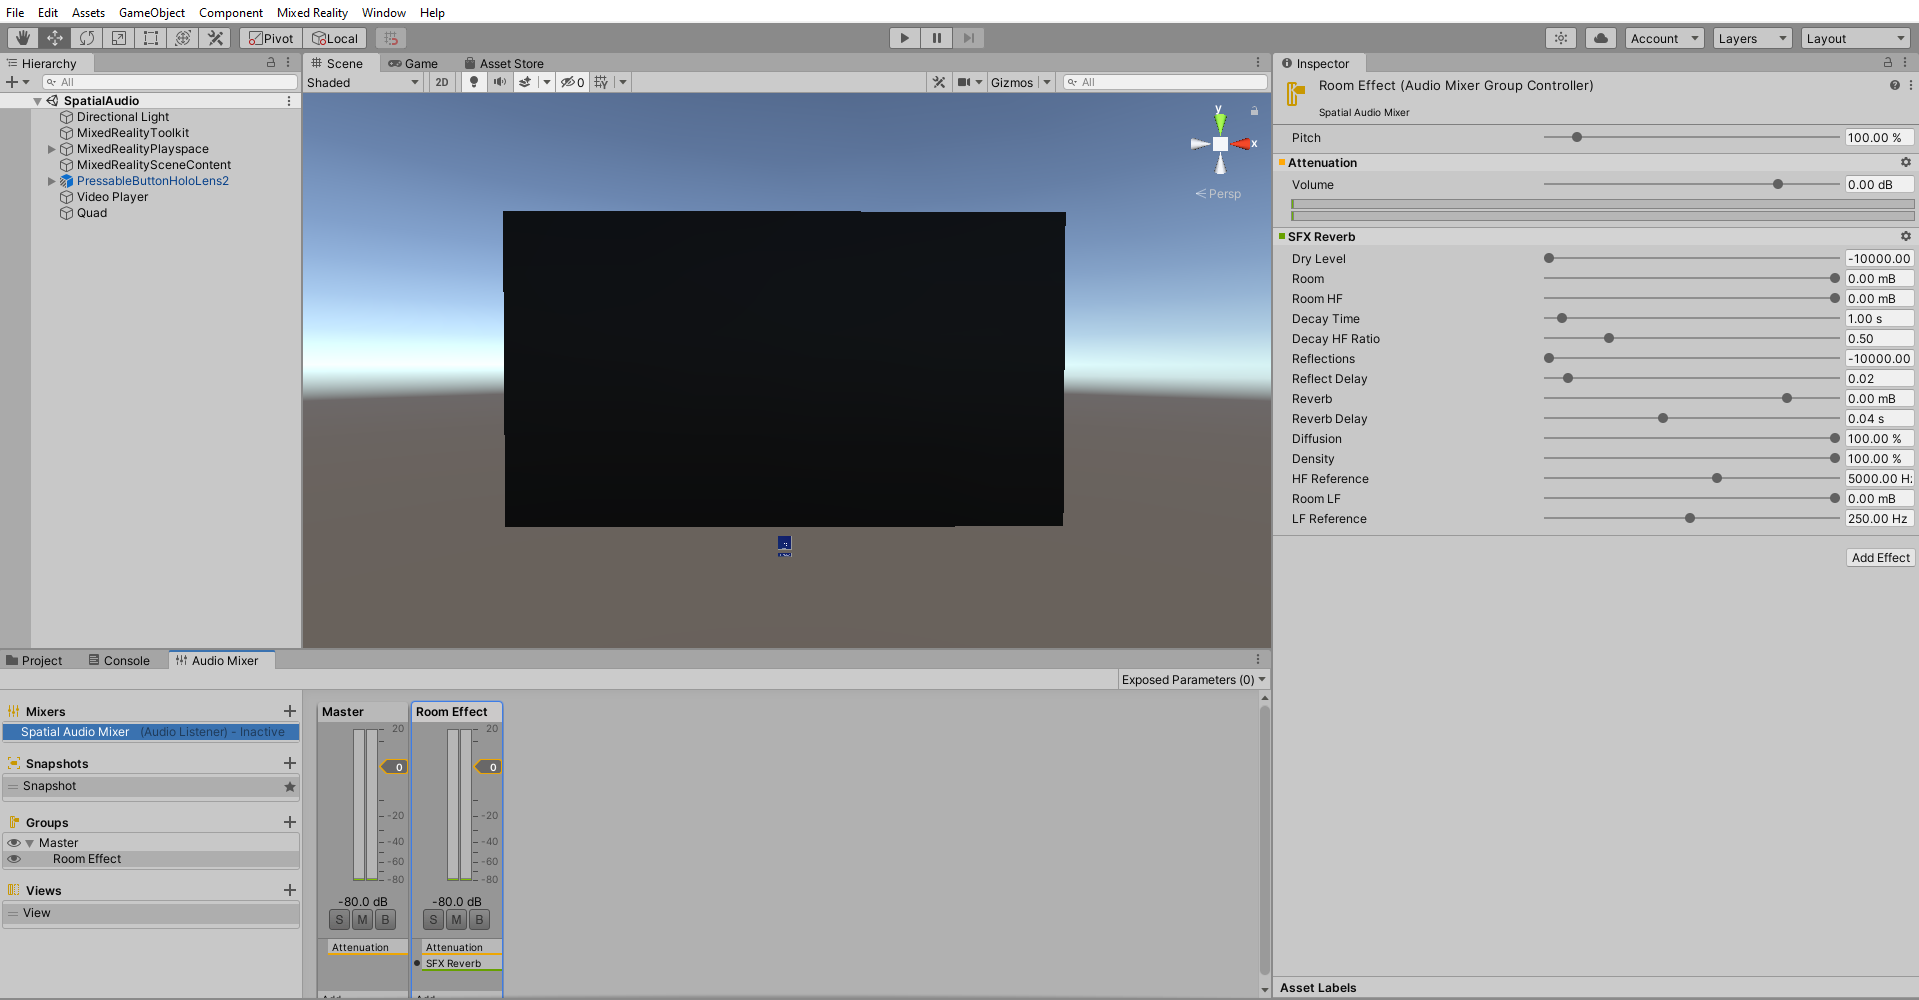 File Edit Assets GameObject Component Mixed Reality Window Help
Pivot Local Account Layers Layout
Hierarchy
All
SpatialAudio
Directional Light
MixedRealityToolkit
MixedRealityPlayspace
MixedRealitySceneContent
PressableButtonHoloLens2
Video Player
Quad
Scene Game Asset Store
Shaded 2D 0 Gizmos All
y
x
Persp
Inspector
Room Effect (Audio Mixer Group Controller)
Spatial Audio Mixer
Pitch 100.00 %
Attenuation
Volume 0.00 dB
SFX Reverb
Dry Level -10000.00
Room 0.00 mB
Room HF 0.00 mB
Decay Time 1.00 s
Decay HF Ratio 0.50
Reflections -10000.00
Reflect Delay 0.02
Reverb 0.00 mB
Reverb Delay 0.04 s
Diffusion 100.00 %
Density 100.00 %
HF Reference 5000.00 H
Room LF 0.00 mB
LF Reference 250.00 Hz
Add Effect
Asset Labels
Project Console Audio Mixer
Exposed Parameters (0)
Mixers
Spatial Audio Mixer (Audio Listener) - Inactive
Snapshots
Snapshot
Groups
Master
Room Effect
Views
View
Master
20
0
-20
-40
-60
-80
-80.0 dB
S M B
Attenuation
Room Effect
20
0
-20
-40
-60
-80
-80.0 dB
S M B
Attenuation
SFX Reverb